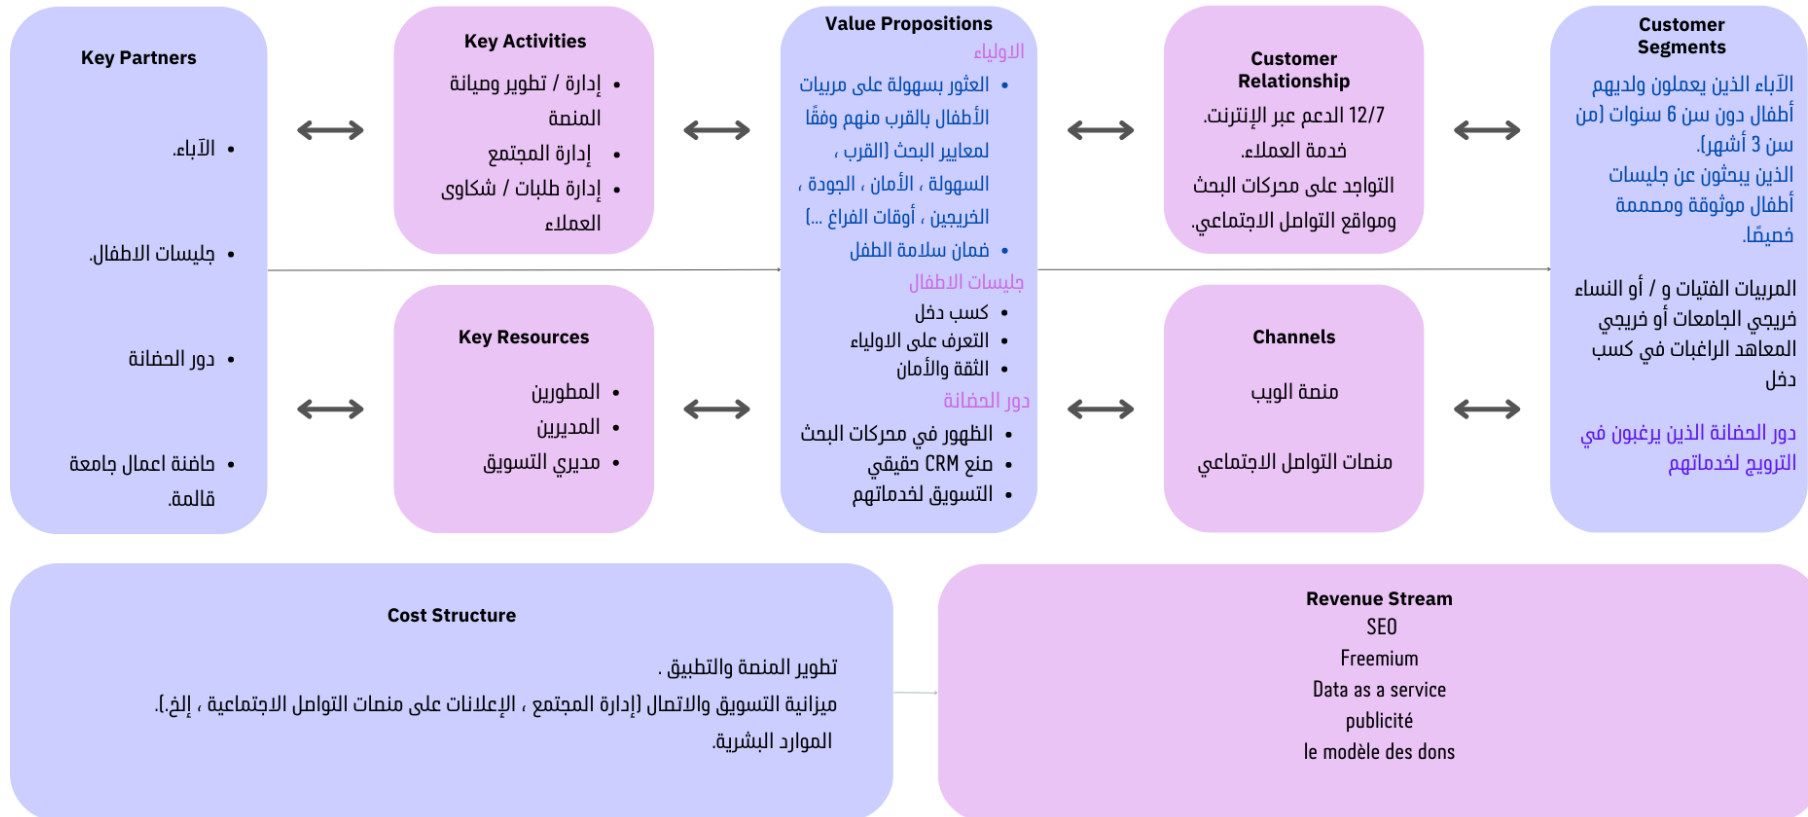 Key Partners
الآباء.
جليسات الاطفال.
دور الحضانة
حاضنة اعمال جامعة
قالمة.
Key Activities
إدارة / تطوير وصيانة
المنصة
إدارة المجتمع
إدارة طلبات / شكاوى
العملاء
Key Resources
المطورين
المديرين
مديري التسويق
Value Propositions
الاولياء
العثور بسهولة على مربيات
الأطفال بالقرب منهم وفقًا
لمعايير البحث (القرب ،
السهولة ، الأمان ، الجودة ،
الخريجين ، أوقات الفراغ ...)
ضمان سلامة الطفل
جليسات الاطفال
كسب دخل
التعرف على الاولياء
الثقة والأمان
دور الحضانة
الظهور في محركات البحث
صنع CRM حقيقي
التسويق لخدماتهم
Customer
Relationship
12/7 الدعم عبر الإنترنت.
خدمة العملاء.
التواجد على محركات البحث
ومواقع التواصل الاجتماعي.
Channels
منصة الويب
منصات التواصل الاجتماعي
Customer
Segments
الآباء الذين يعملون ولديهم
أطفال دون سن 6 سنوات (من
سن 3 أشهر).
الذين يبحثون عن جليسات
أطفال موثوقة ومصممة
خصيصًا.
المربيات الفتيات و / أو النساء
خريجي الجامعات أو خريجي
المعاهد الراغبات في كسب
دخل
دور الحضانة الذين يرغبون في
الترويج لخدماتهم
Cost Structure
تطوير المنصة والتطبيق .
ميزانية التسويق والاتصال (إدارة المجتمع ، الإعلانات على منصات التواصل الاجتماعية ، إلخ.).
الموارد البشرية.
Revenue Stream
SEO
Freemium
Data as a service
publicité
le modèle des dons